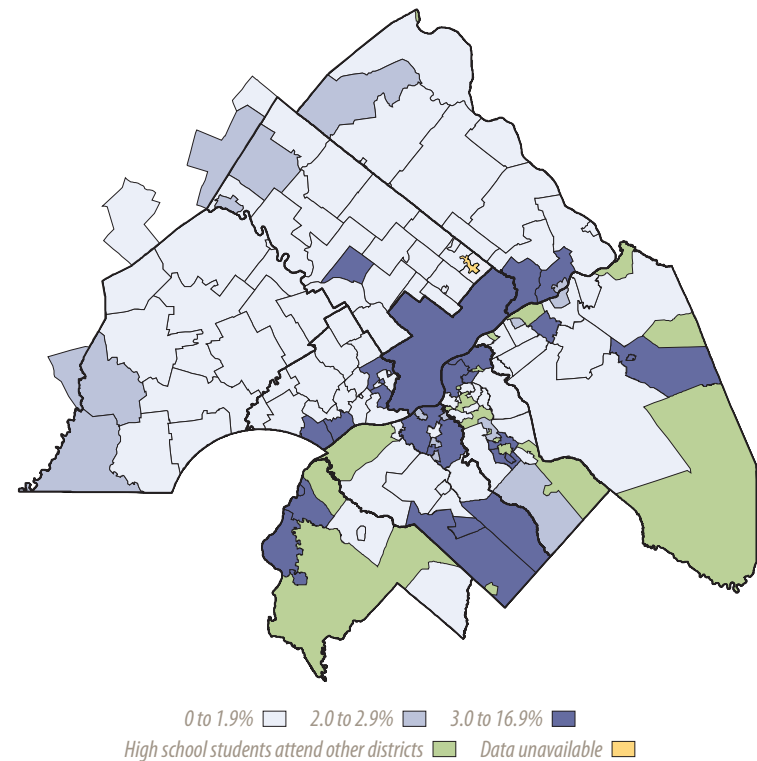 0 to 1.9% 2.0 to 2.9% 3.0 to 16.9%
High school students attend other districts Data unavailable